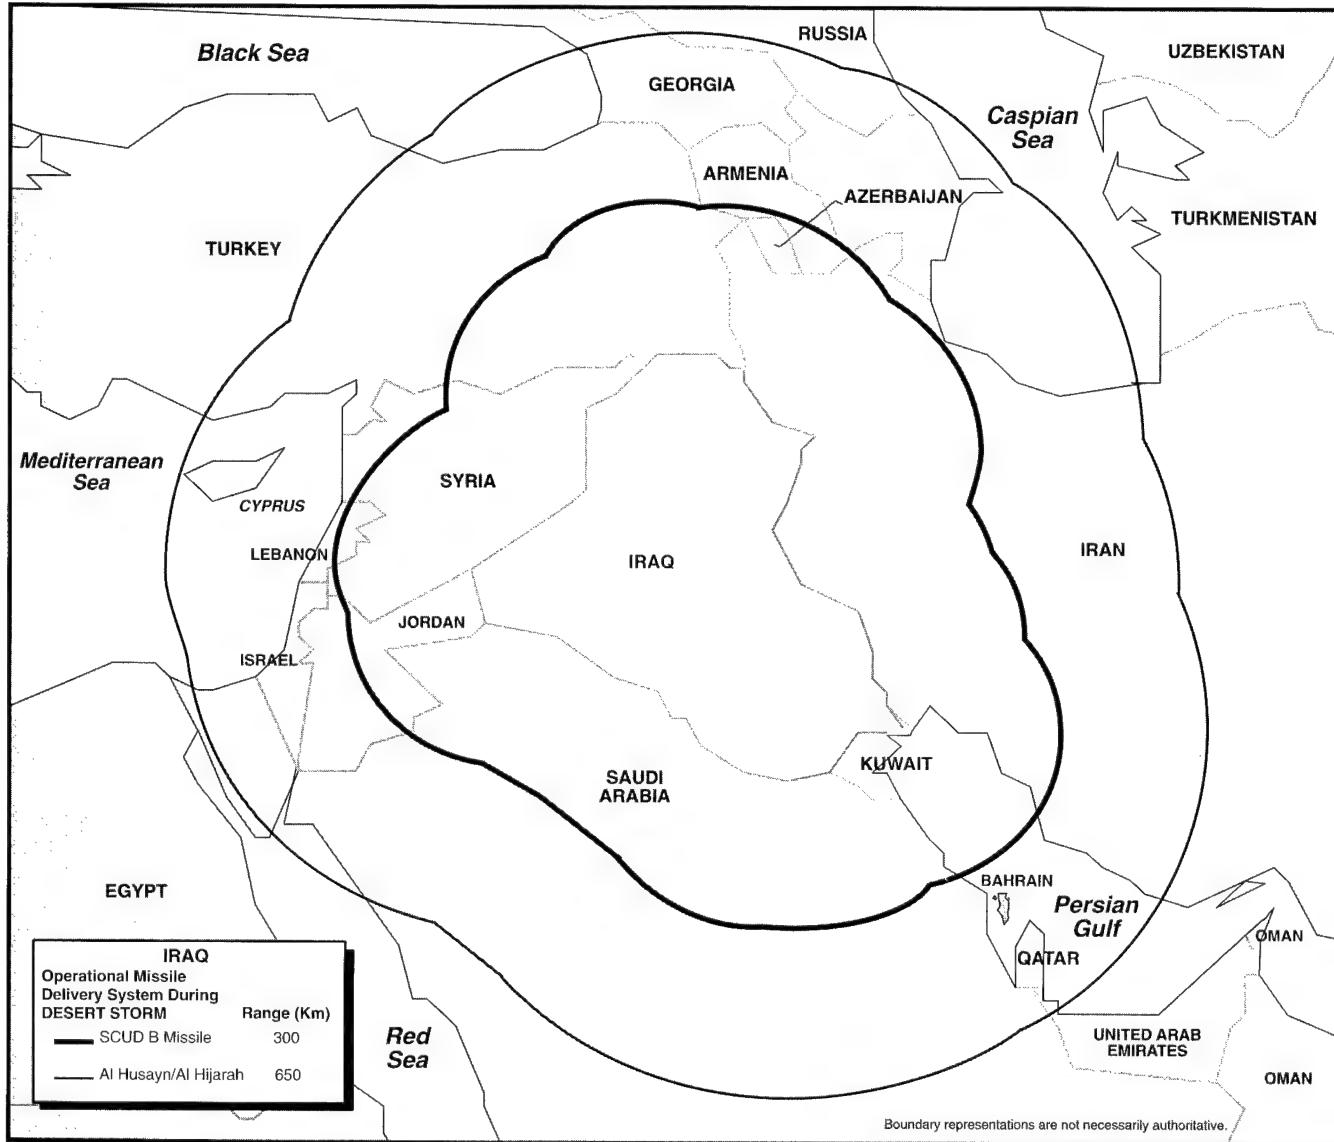 RUSSIA
Black Sea
UZBEKISTAN
GEORGIA
Caspian
Sea
ARMENIA
AZERBAIJAN
TURKMENISTAN
TURKEY
Mediterranean
Sea
SYRIA
CYPRUS
LEBANON
IRAQ
IRAN
JORDAN
ISRAEL
KUWAIT
SAUDI
ARABIA
BAHRAIN
EGYPT
Persian
Gulf
OMAN
QATAR
Red
Sea
UNITED ARAB
EMIRATES
OMAN
IRAQ
Operational Missile
Delivery System During
DESERT STORM Range (Km)
SCUD B Missile 300
Al Husayn/Al Hijarah 650
Boundary representations are not necessarily authoritative.